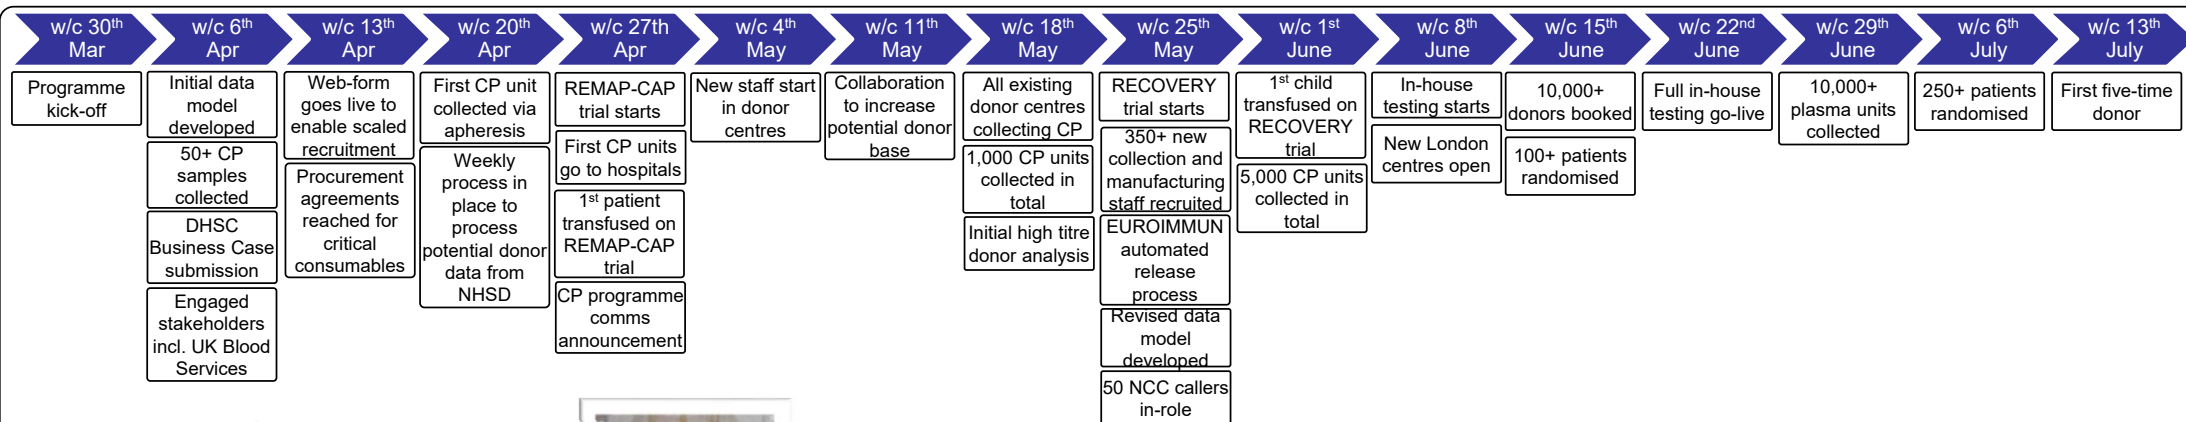 w/c 30th
Mar
w/c 6th
Apr
w/c 13th
Apr
w/c 20th
Apr
w/c 27th
Apr
w/c 4th
May
w/c 11th
May
w/c 18th
May
w/c 25th
May
w/c 1st
June
w/c 8th
June
w/c 15th
June
w/c 22nd
June
w/c 29th
June
w/c 6th
July
w/c 13th
July
Programme
kick-off
Initial data
model
developed
50+ CP
samples
collected
DHSC
Business Case
submission
Engaged
stakeholders
incl. UK Blood
Services
Web-form
goes live to
enable scaled
recruitment
Procurement
agreements
reached for
critical
consumables
First CP unit
collected via
apheresis
Weekly
process in
place to
process
potential donor
data from
NHSD
REMAP-CAP
trial starts
First CP units
go to hospitals
1st patient
transfused on
REMAP-CAP
trial
CP programme
comms
announcement
New staff start
in donor
centres
Collaboration
to increase
potential donor
base
All existing
donor centres
collecting CP
1,000 CP units
collected in
total
Initial high titre
donor analysis
RECOVERY
trial starts
350+ new
collection and
manufacturing
staff recruited
EUROIMMUN
automated
release
process
Revised data
model
developed
50 NCC callers
in-role
1st child
transfused on
RECOVERY
trial
5,000 CP units
collected in
total
In-house
testing starts
New London
centres open
10,000+
donors booked
100+ patients
randomised
Full in-house
testing go-live
10,000+
plasma units
collected
250+ patients
randomised
First five-time
donor